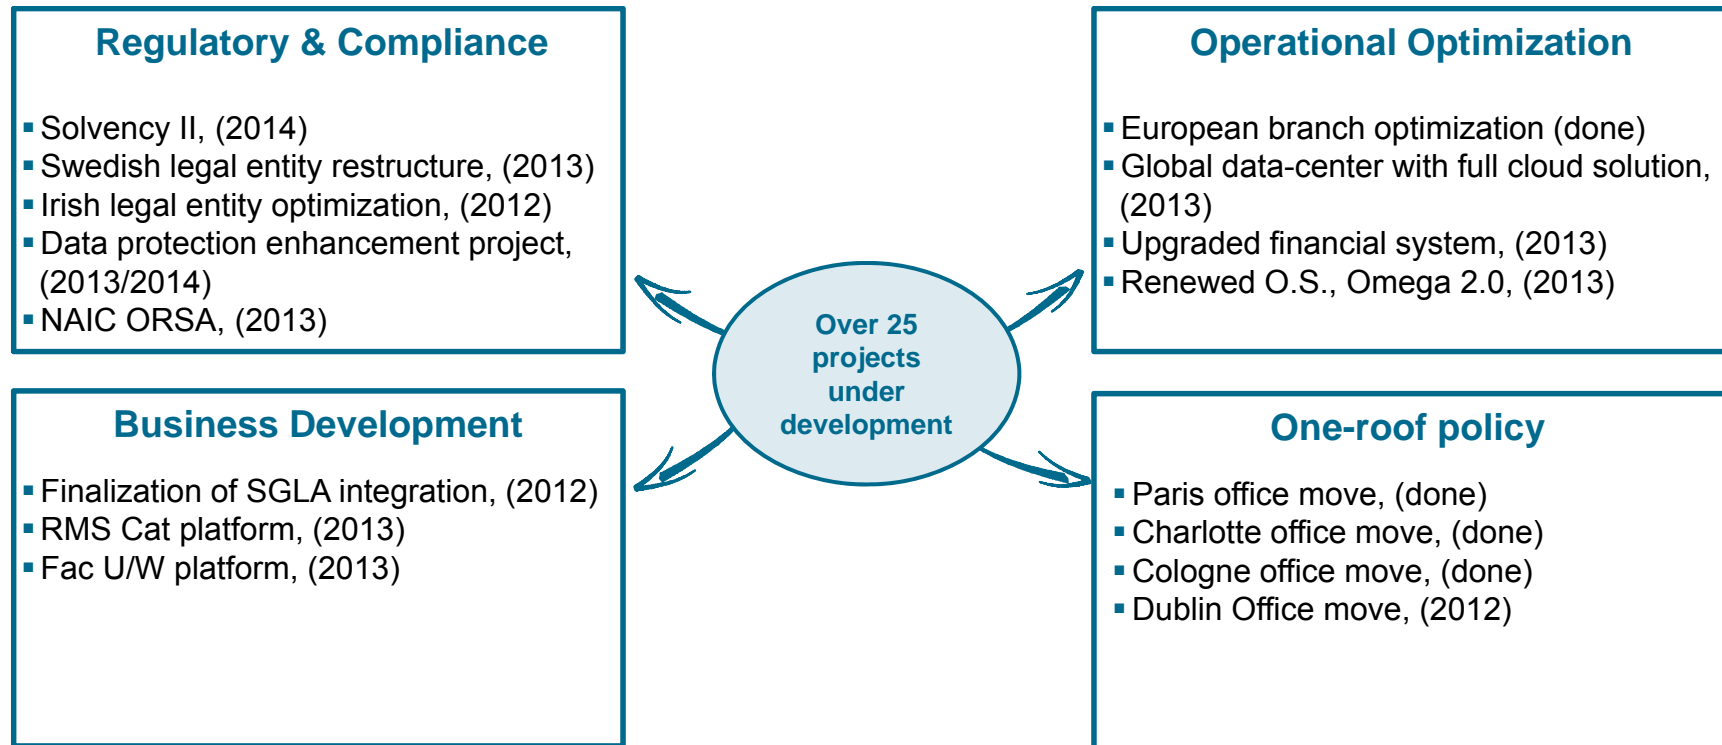 Regulatory & Compliance
▪ Solvency II, (2014)
▪ Swedish legal entity restructure, (2013)
▪ Irish legal entity optimization, (2012)
▪ Data protection enhancement project,
(2013/2014)
▪ NAIC ORSA, (2013)
Operational Optimization
▪ European branch optimization (done)
▪ Global data-center with full cloud solution,
(2013)
▪ Upgraded financial system, (2013)
▪ Renewed O.S., Omega 2.0, (2013)
Over 25
projects
under
development
Business Development
▪ Finalization of SGLA integration, (2012)
▪ RMS Cat platform, (2013)
▪ Fac U/W platform, (2013)
One-roof policy
▪ Paris office move, (done)
▪ Charlotte office move, (done)
▪ Cologne office move, (done)
▪ Dublin Office move, (2012)